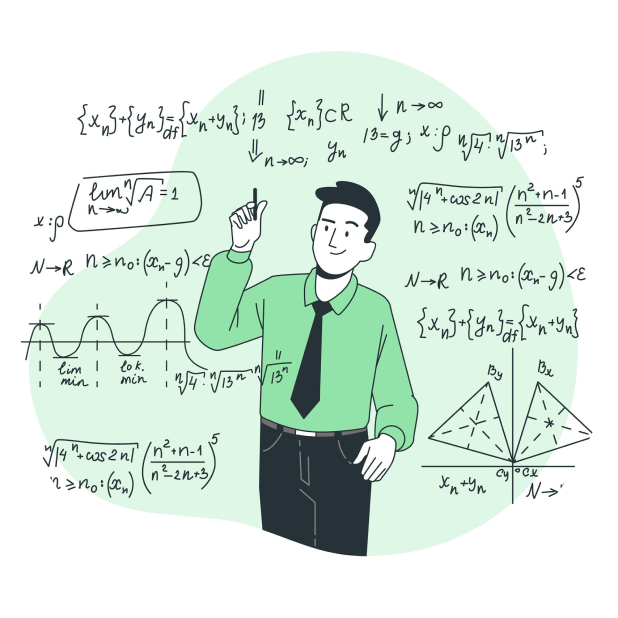 {xₙ}+{yₙ}=df{xₙ+yₙ};
||
13
⇓
n→∞;
{xₙ}⊂R
↓ n→∞
13=g; x:ρ
yₙ
ⁿ√4 : ⁿ√13ⁿ;
lim ⁿ√A=1
n→∞
x:ρ
N→R n≥n₀:(xₙ-g)<ε
lim
min
lok.
min
ⁿ√4 : ⁿ√13ⁿ
||
ⁿ√13ⁿ
ⁿ√|4ⁿ+cos2n| (n²+n-1 / n²-2n+3)⁵
n≥n₀:(xₙ)
ⁿ√|4ⁿ+cos2n| (n²+n-1 / n²-2n+3)⁵
n≥n₀:(xₙ)
N→R n≥n₀:(xₙ-g)<ε
{xₙ}+{yₙ}=df{xₙ+yₙ}
By Bx
Cy Cx
xₙ+yₙ N→